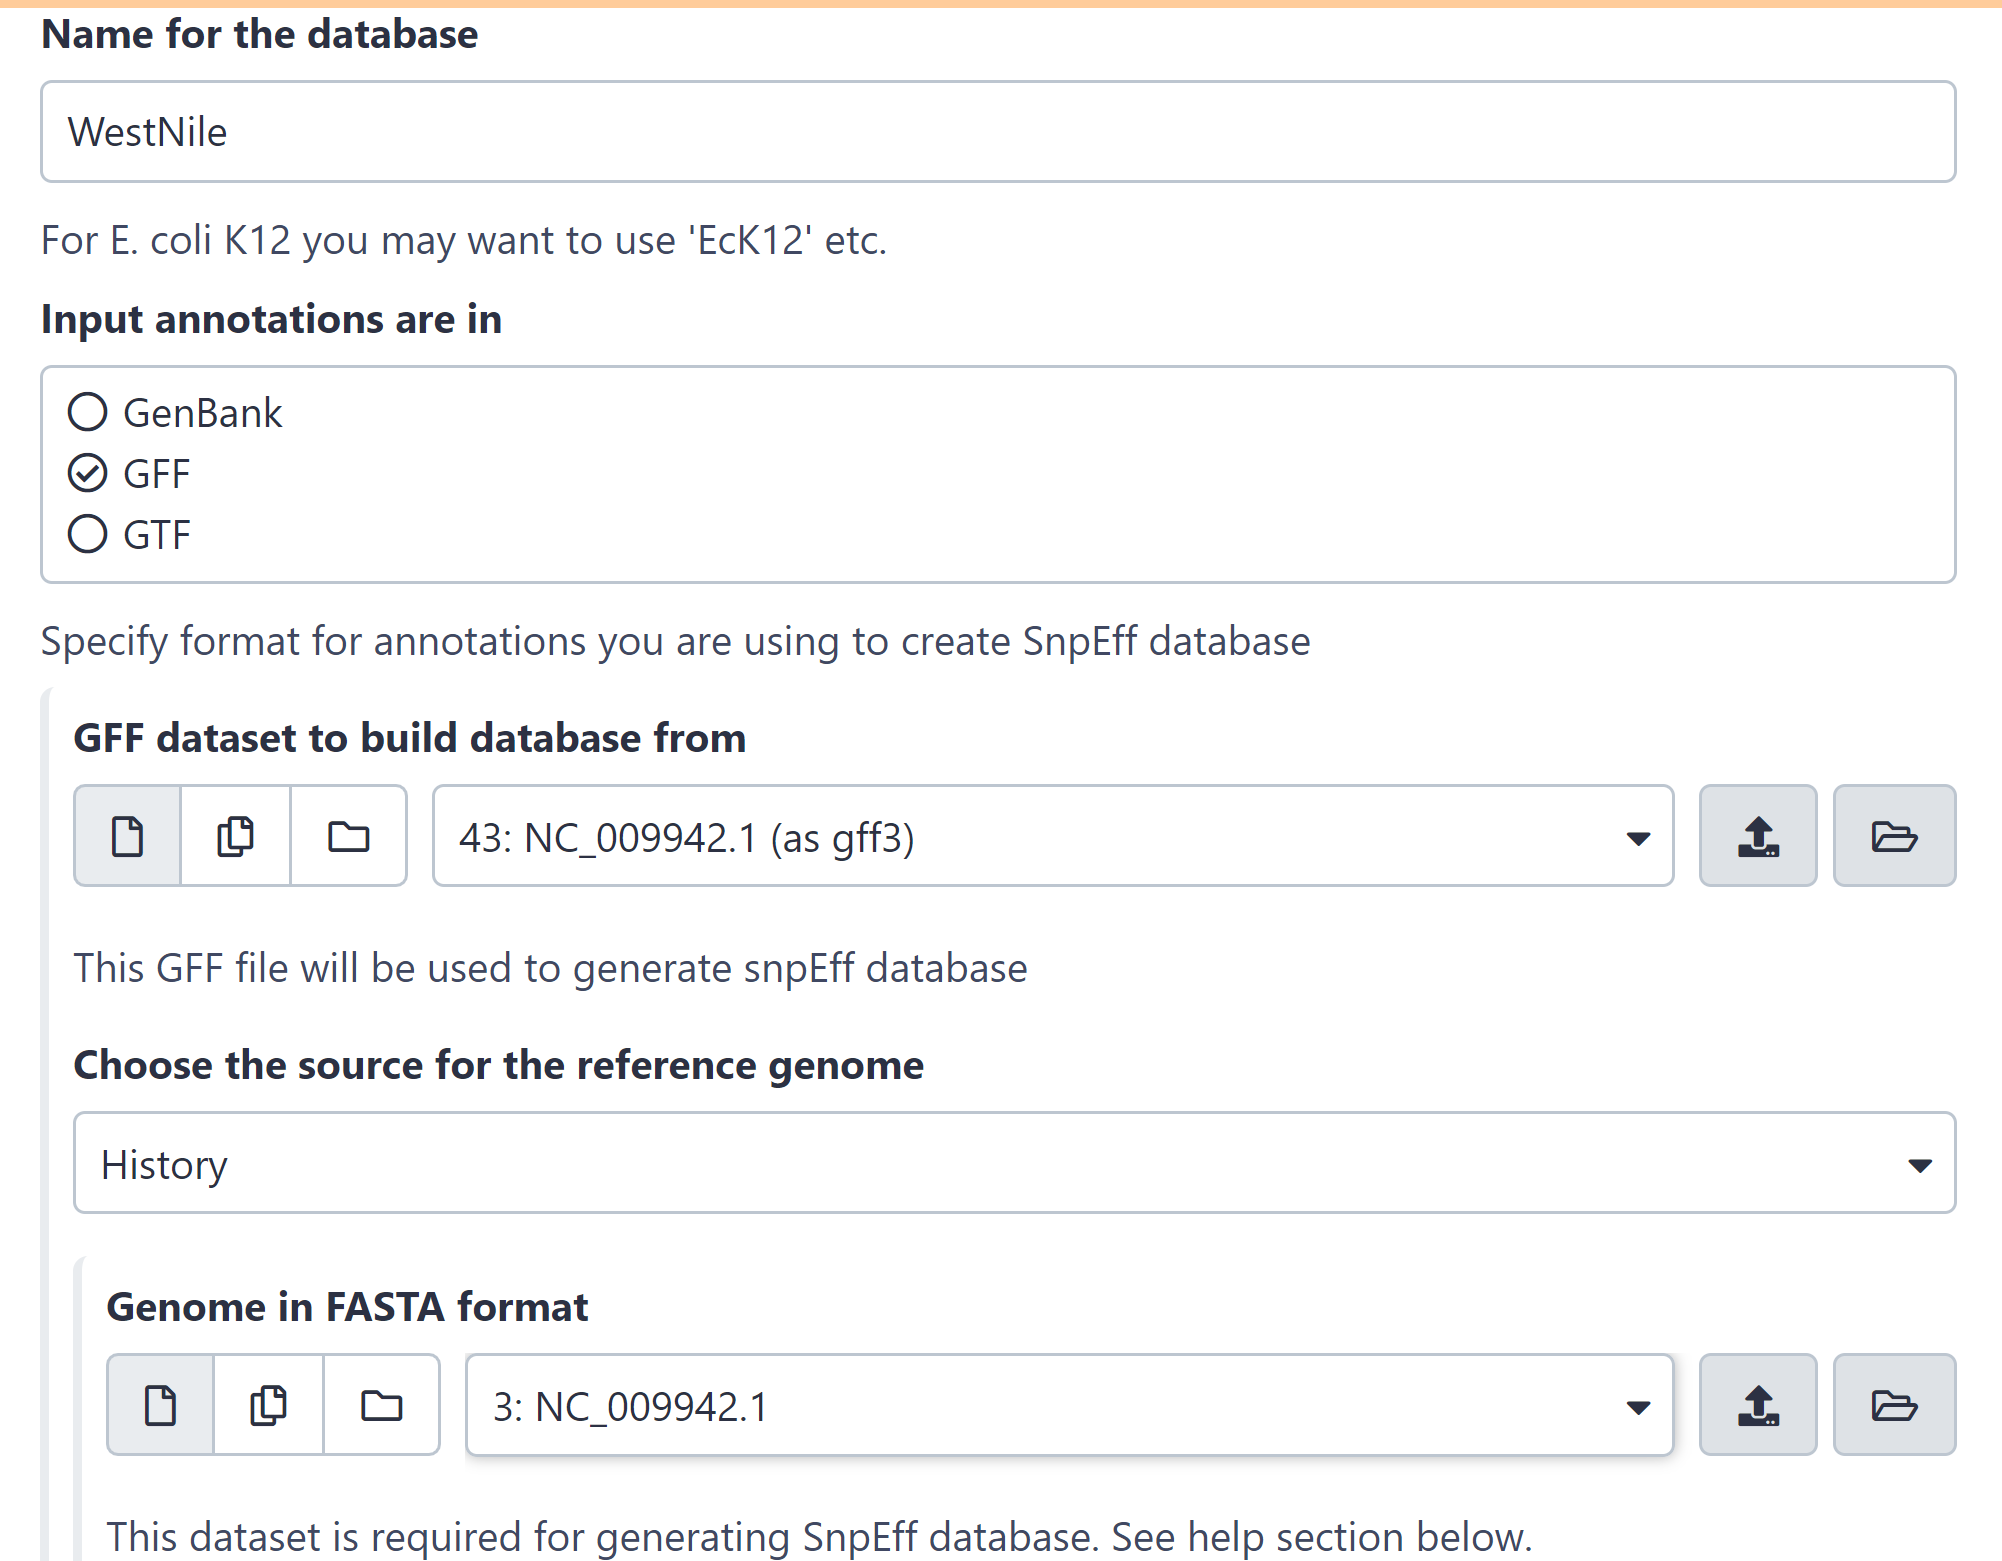 Name for the database
WestNile
For E. coli K12 you may want to use 'EcK12' etc.
Input annotations are in
GenBank
GFF
GTF
Specify format for annotations you are using to create SnpEff database
GFF dataset to build database from
43: NC_009942.1 (as gff3)
This GFF file will be used to generate snpEff database
Choose the source for the reference genome
History
Genome in FASTA format
3: NC_009942.1
This dataset is required for generating SnpEff database. See help section below.